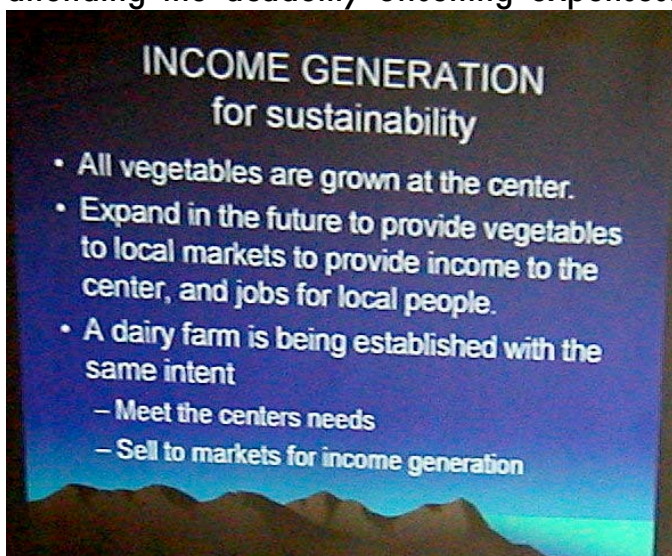 INCOME GENERATION
for sustainability
• All vegetables are grown at the center.
• Expand in the future to provide vegetables
to local markets to provide income to the
center, and jobs for local people.
• A dairy farm is being established with the
same intent
– Meet the centers needs
– Sell to markets for income generation